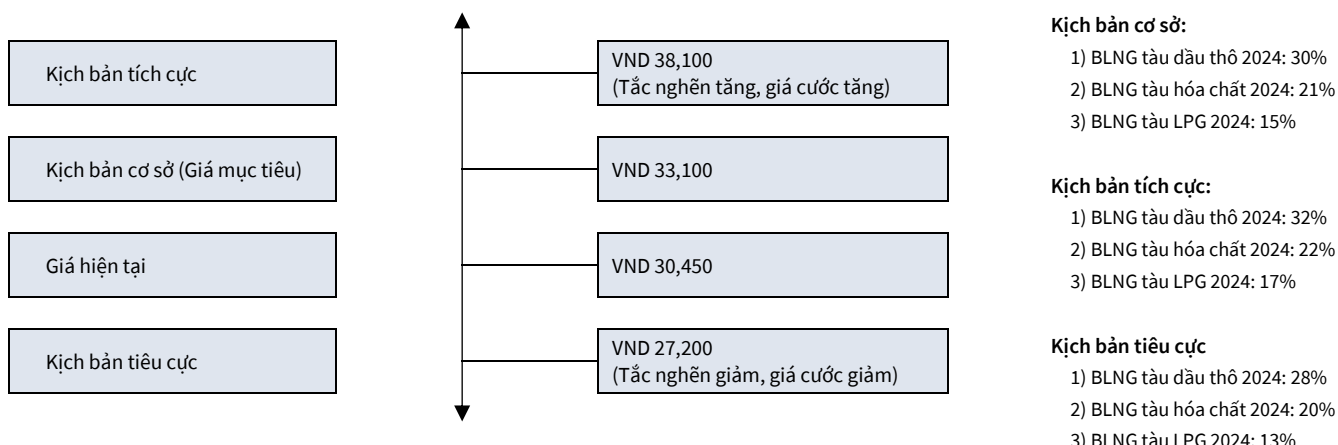 Kịch bản tích cực
VND 38,100
(Tắc nghẽn tăng, giá cước tăng)
Kịch bản cơ sở (Giá mục tiêu)
VND 33,100
Giá hiện tại
VND 30,450
Kịch bản tiêu cực
VND 27,200
(Tắc nghẽn giảm, giá cước giảm)
Kịch bản cơ sở:
1) BLNG tàu dầu thô 2024: 30%
2) BLNG tàu hóa chất 2024: 21%
3) BLNG tàu LPG 2024: 15%
Kịch bản tích cực:
1) BLNG tàu dầu thô 2024: 32%
2) BLNG tàu hóa chất 2024: 22%
3) BLNG tàu LPG 2024: 17%
Kịch bản tiêu cực
1) BLNG tàu dầu thô 2024: 28%
2) BLNG tàu hóa chất 2024: 20%
3) BLNG tàu LPG 2024: 13%